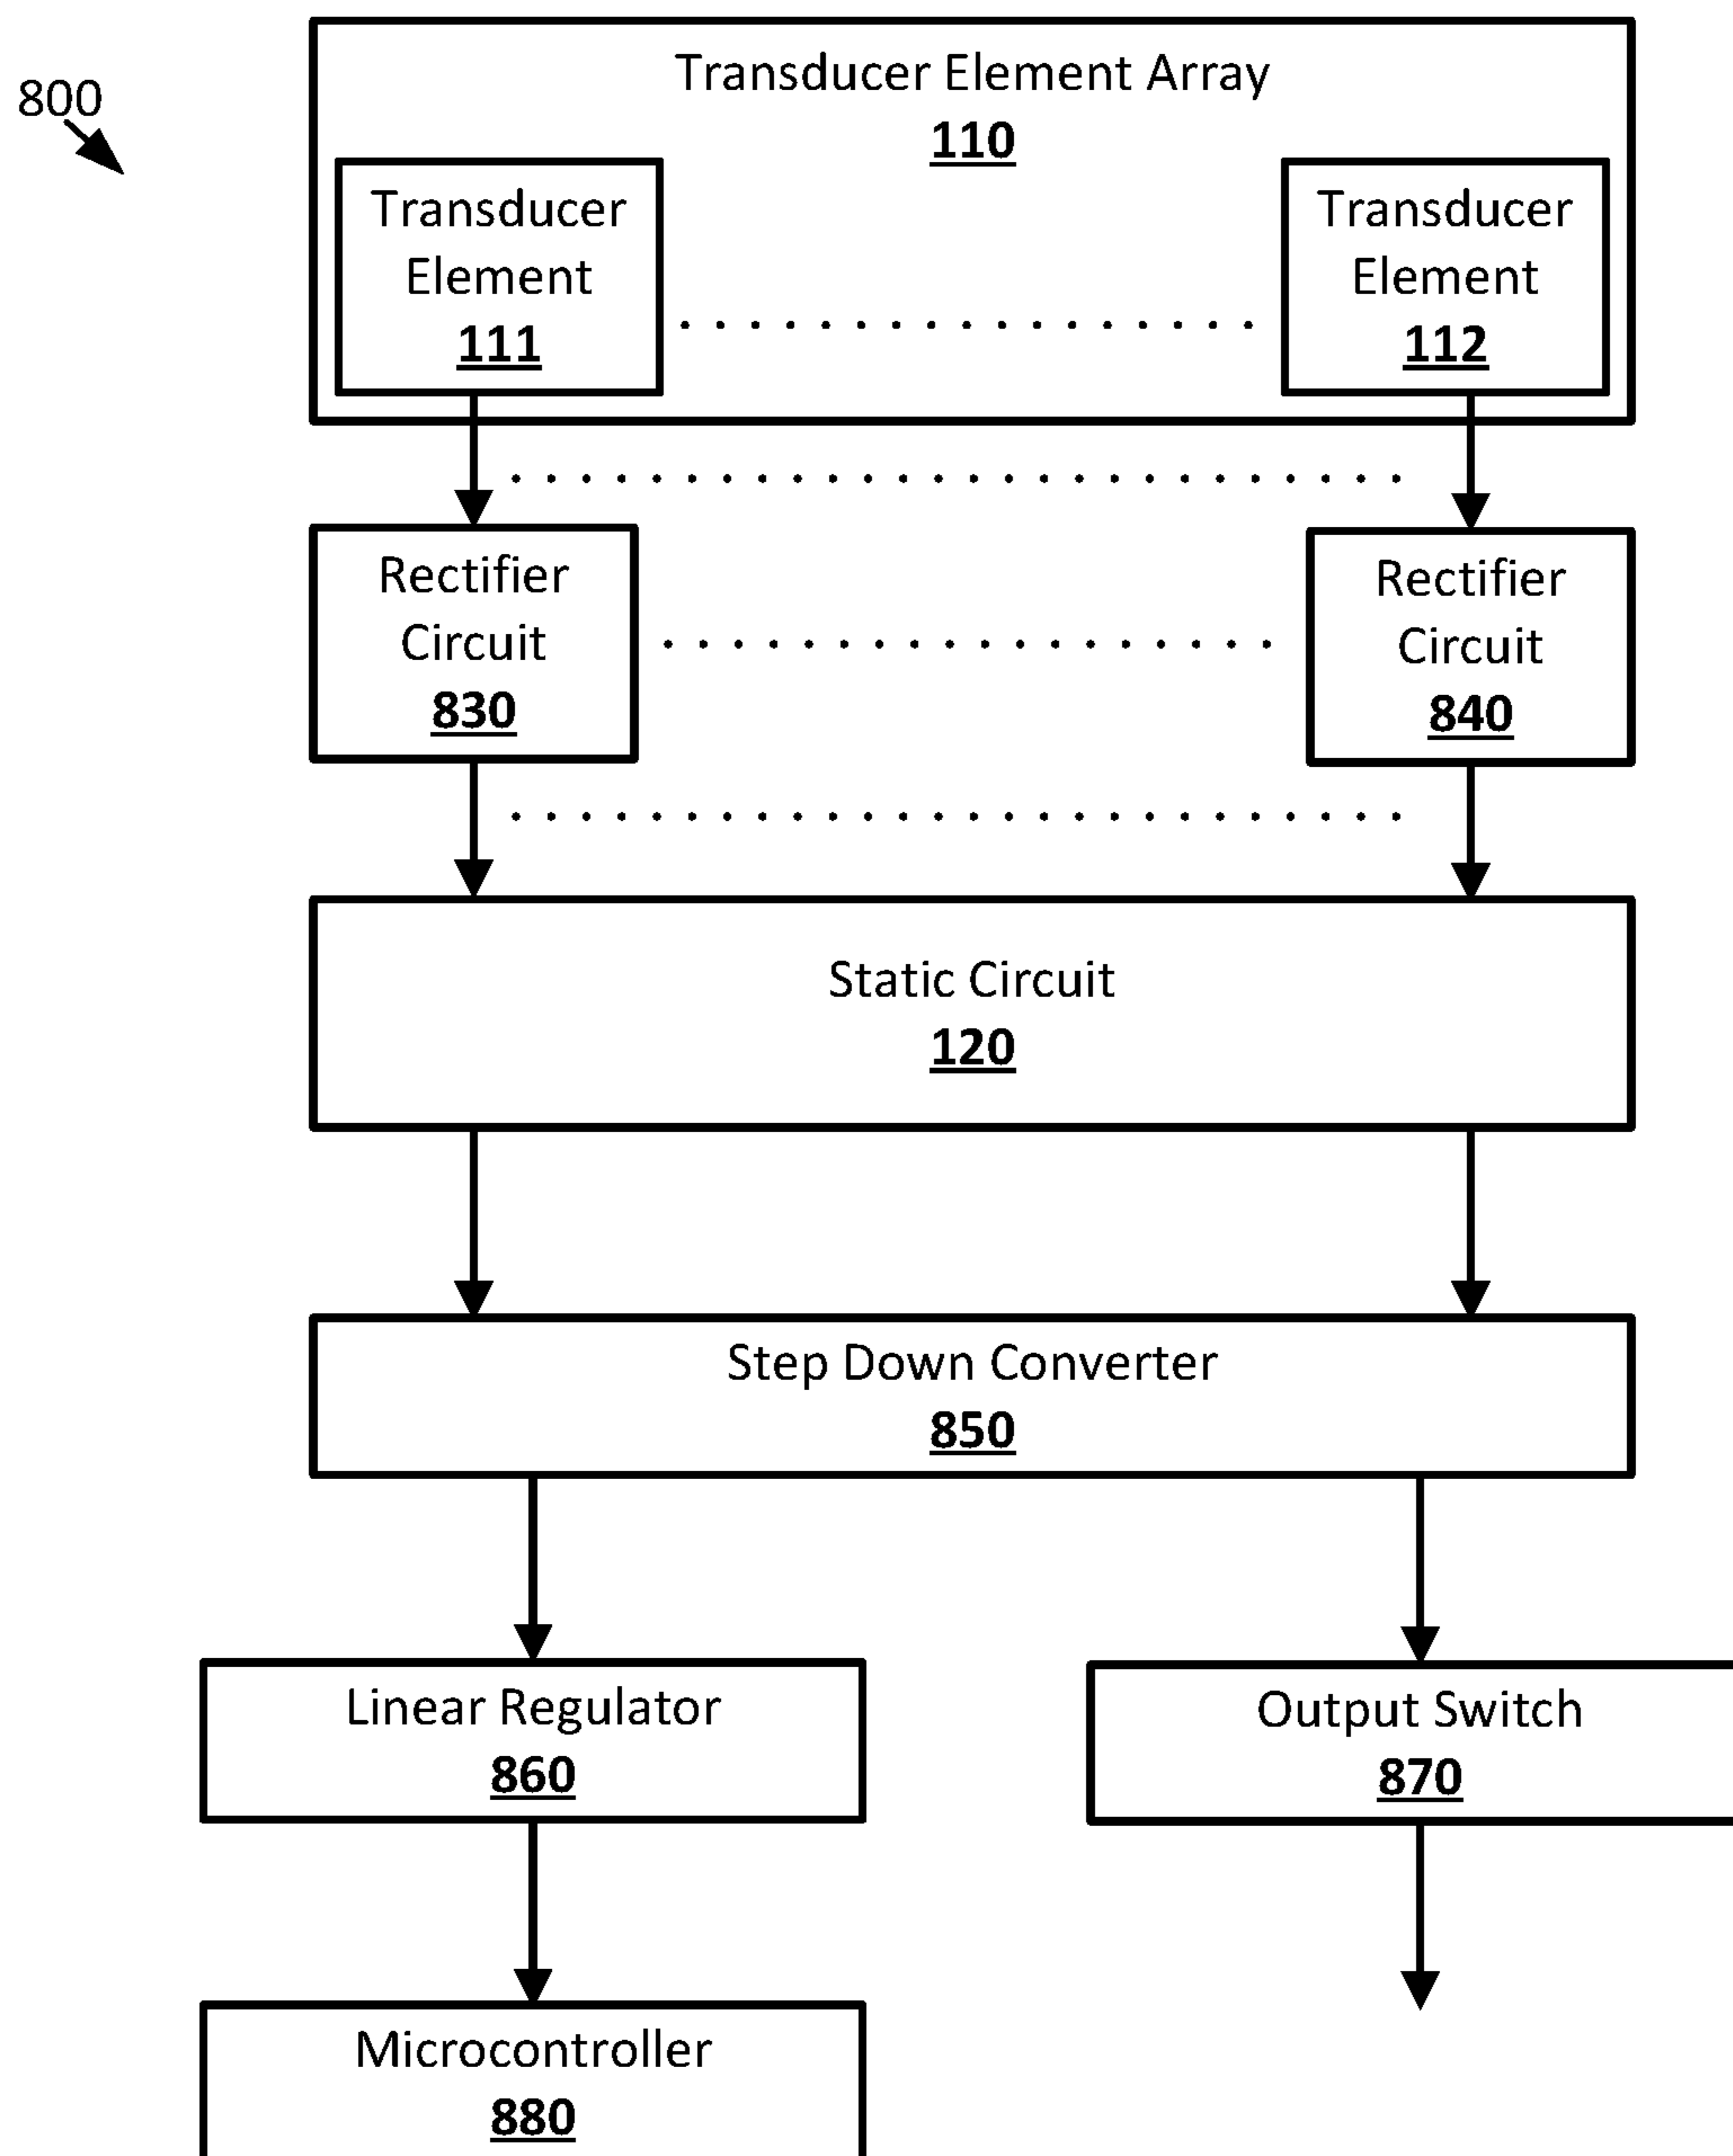 800
Transducer Element Array
110
Transducer
Element
111
Transducer
Element
112
Rectifier
Circuit
830
Rectifier
Circuit
840
Static Circuit
120
Step Down Converter
850
Linear Regulator
860
Output Switch
870
Microcontroller
880